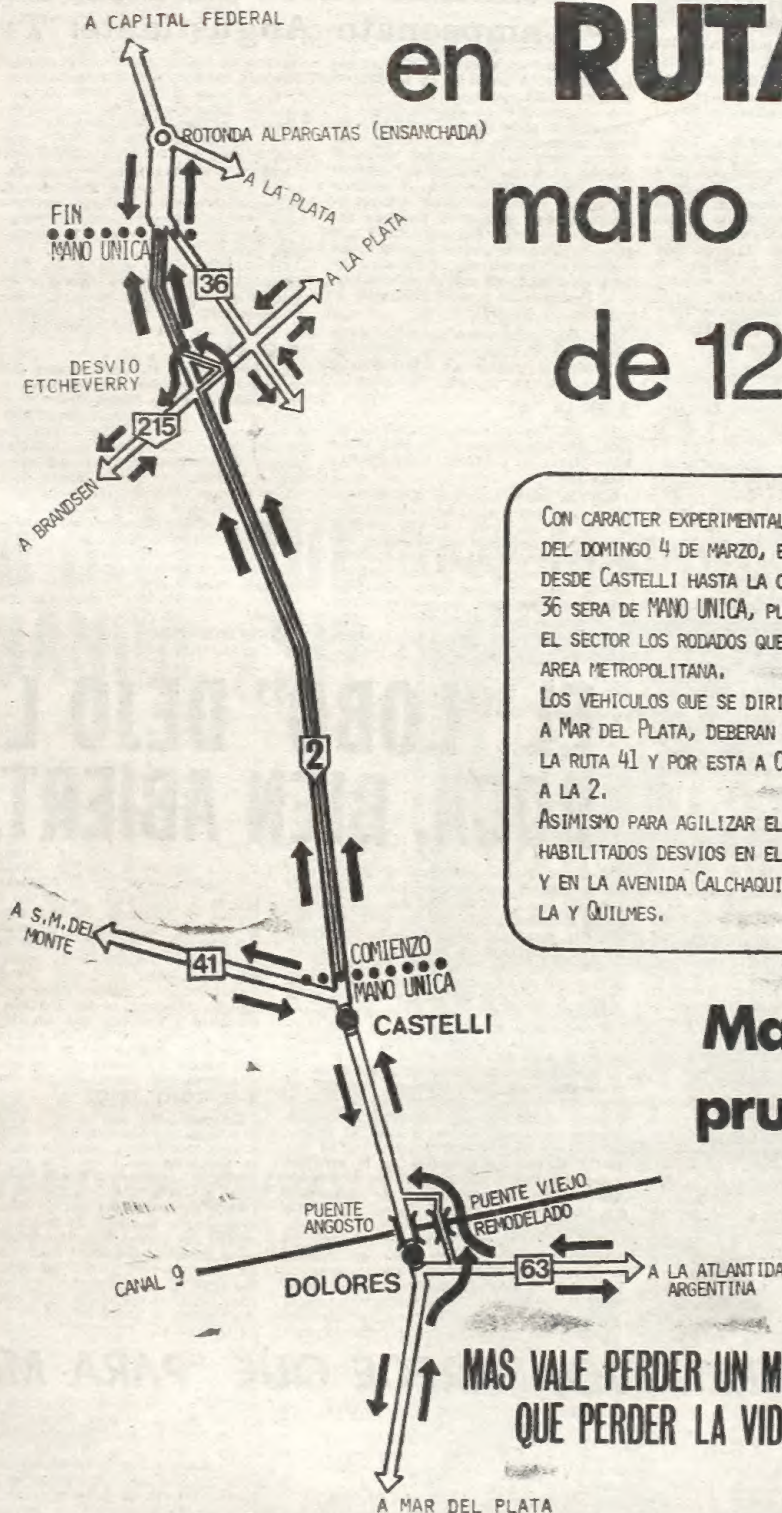 A CAPITAL FEDERAL
en RUTA
ROTONDA ALPARGATAS (ENSANCHADA)
A LA PLATA
mano
FIN
MANO UNICA
36
A LA PLATA
de 12
DESVIO
ETCHEVERRY
215
A BRANDSEN
CON CARACTER EXPERIMENTAL
DEL DOMINGO 4 DE MARZO,
DESDE CASTELLI HASTA LA
36 SERA DE MANO UNICA,
EL SECTOR LOS RODADOS QUE
AREA METROPOLITANA.
LOS VEHICULOS QUE SE
A MAR DEL PLATA, DEBERAN
LA RUTA 41 Y POR ESTA A
A LA 2.
ASIMISMO PARA AGILIZAR EL
HABILITADOS DESVIOS EN EL
Y EN LA AVENIDA CALCHAQUI
LA Y QUILMES.
2
A S.M.DEL
MONTE
41
COMIENZO
MANO UNICA
CASTELLI
PUENTE
ANGOSTO
PUENTE VIEJO
REMODELADO
CANAL 9
DOLORES
63
A LA ATLANTIDA
ARGENTINA
MAS VALE PERDER UN
QUE PERDER LA
A MAR DEL PLATA